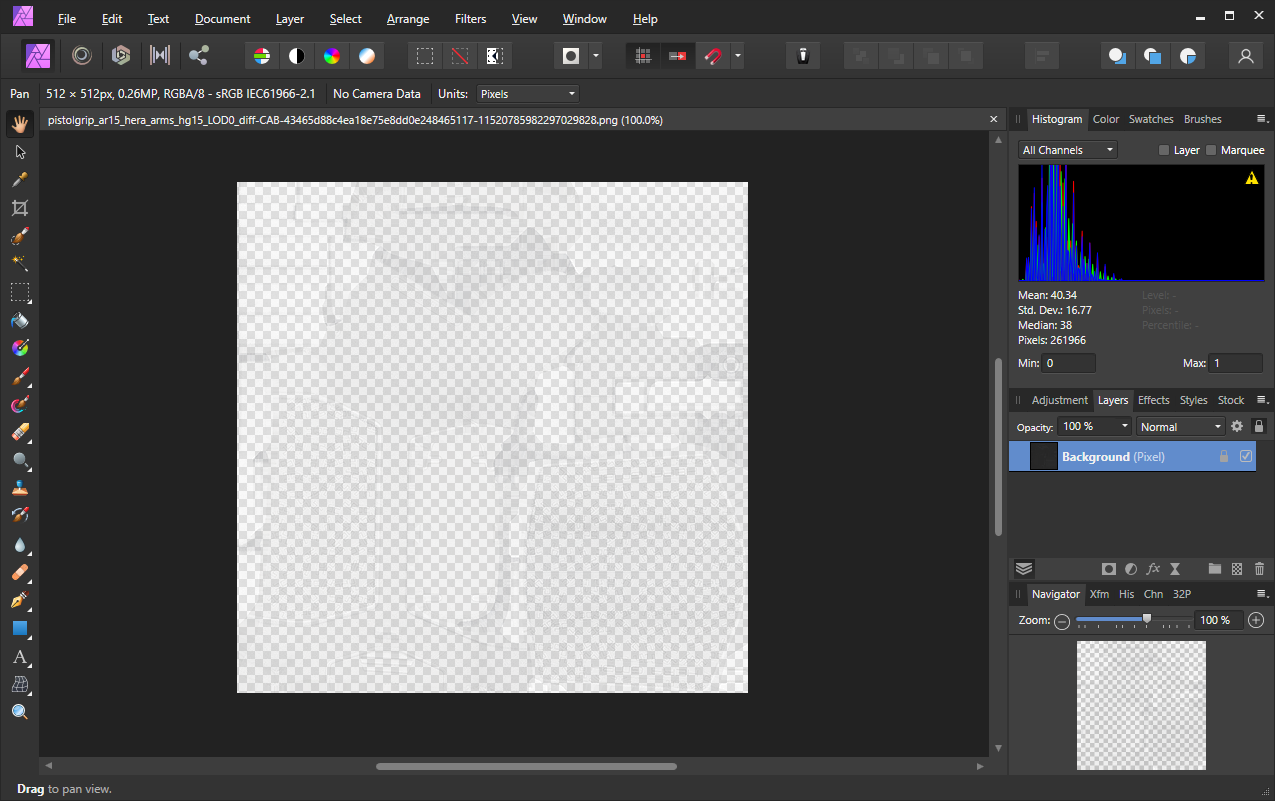 File Edit Text Document Layer Select Arrange Filters View Window Help
Pan 512 × 512px, 0.26MP, RGBA/8 - sRGB IEC61966-2.1 No Camera Data Units: Pixels
pistolgrip_ar15_hera_arms_hg15_LOD0_diff-CAB-43465d88c4ea18e75e8dd0e248465117-11520785982297029828.png (100.0%)
Histogram Color Swatches Brushes
All Channels Layer Marquee
Mean: 40.34 Level: -
Std. Dev.: 16.77 Pixels: -
Median: 38 Percentile: -
Pixels: 261966
Min: 0 Max: 1
Adjustment Layers Effects Styles Stock
Opacity: 100 % Normal
Background (Pixel)
Navigator Xfm His Chn 32P
Zoom: 100 %
Drag to pan view.